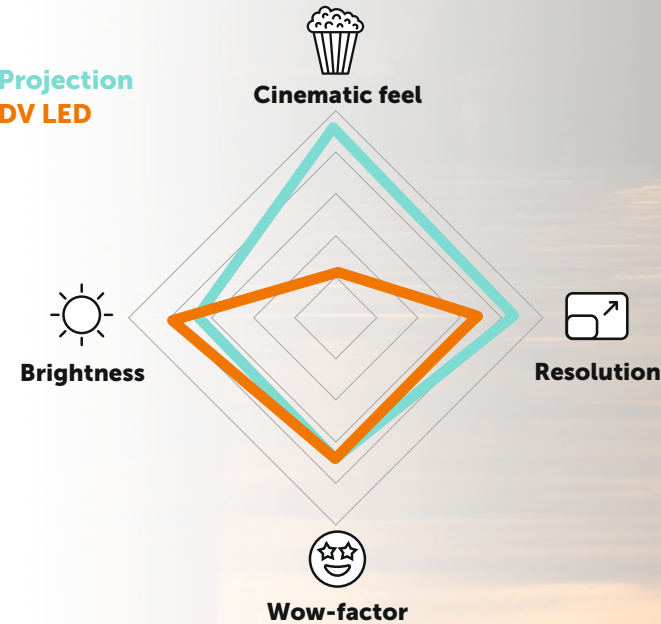 Projection
DV LED
Cinematic feel
Brightness
Resolution
Wow-factor